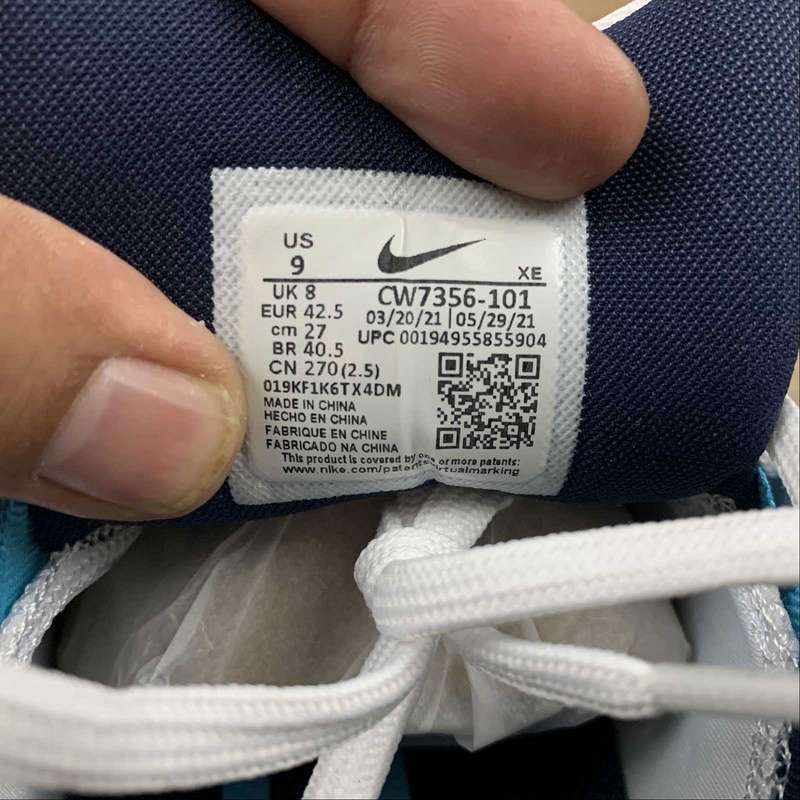 US
9
XE
UK 8
EUR 42.5
cm 27
BR 40.5
CN 270 (2.5)
CW7356-101
03/20/21 | 05/29/21
UPC 00194955855904
019KF1K6TX4DM
MADE IN CHINA
HECHO EN CHINA
FABRIQUE EN CHINE
FABRICADO NA CHINA
This product is covered by one or more patents:
www.nike.com/patents virtualmarking